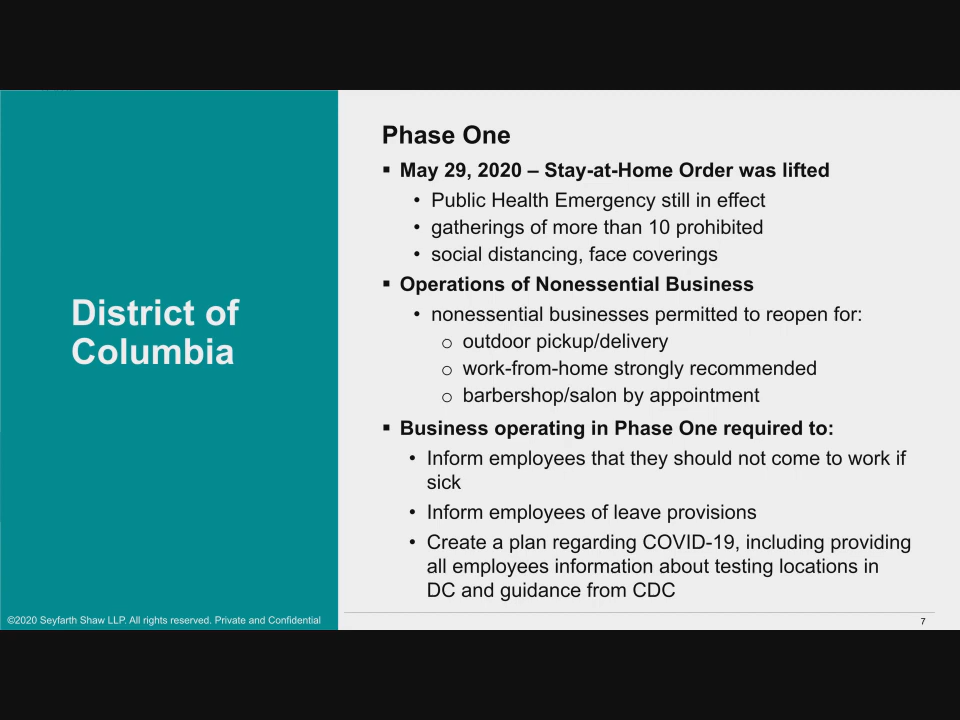 District of
Columbia
Phase One
▪ May 29, 2020 – Stay-at-Home Order was lifted
• Public Health Emergency still in effect
• gatherings of more than 10 prohibited
• social distancing, face coverings
▪ Operations of Nonessential Business
• nonessential businesses permitted to reopen for:
o outdoor pickup/delivery
o work-from-home strongly recommended
o barbershop/salon by appointment
▪ Business operating in Phase One required to:
• Inform employees that they should not come to work if
sick
• Inform employees of leave provisions
• Create a plan regarding COVID-19, including providing
all employees information about testing locations in
DC and guidance from CDC
©2020 Seyfarth Shaw LLP. All rights reserved. Private and Confidential
7